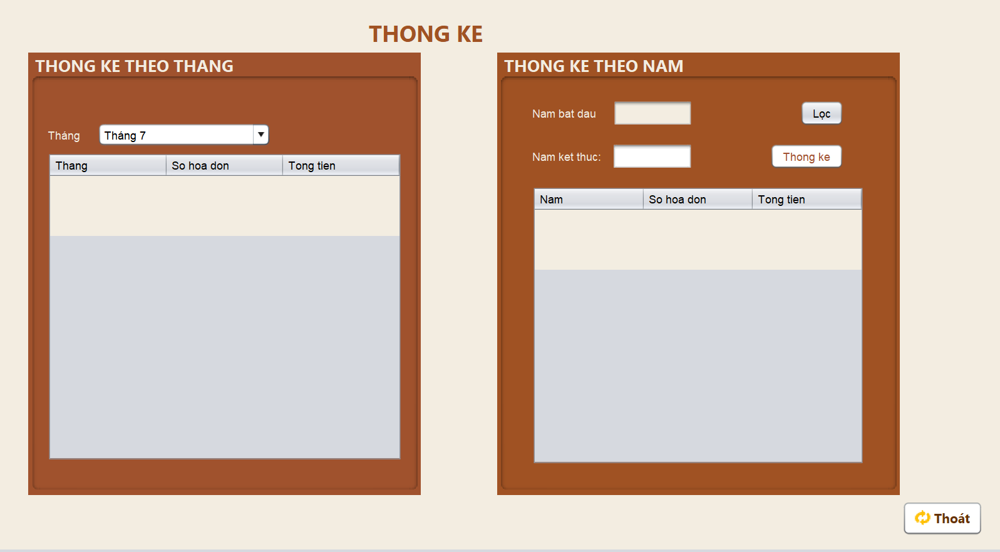 THONG KE
THONG KE THEO THANG
Tháng
Tháng 7
Thang So hoa don Tong tien
THONG KE THEO NAM
Nam bat dau
Lọc
Nam ket thuc:
Thong ke
Nam So hoa don Tong tien
Thoát